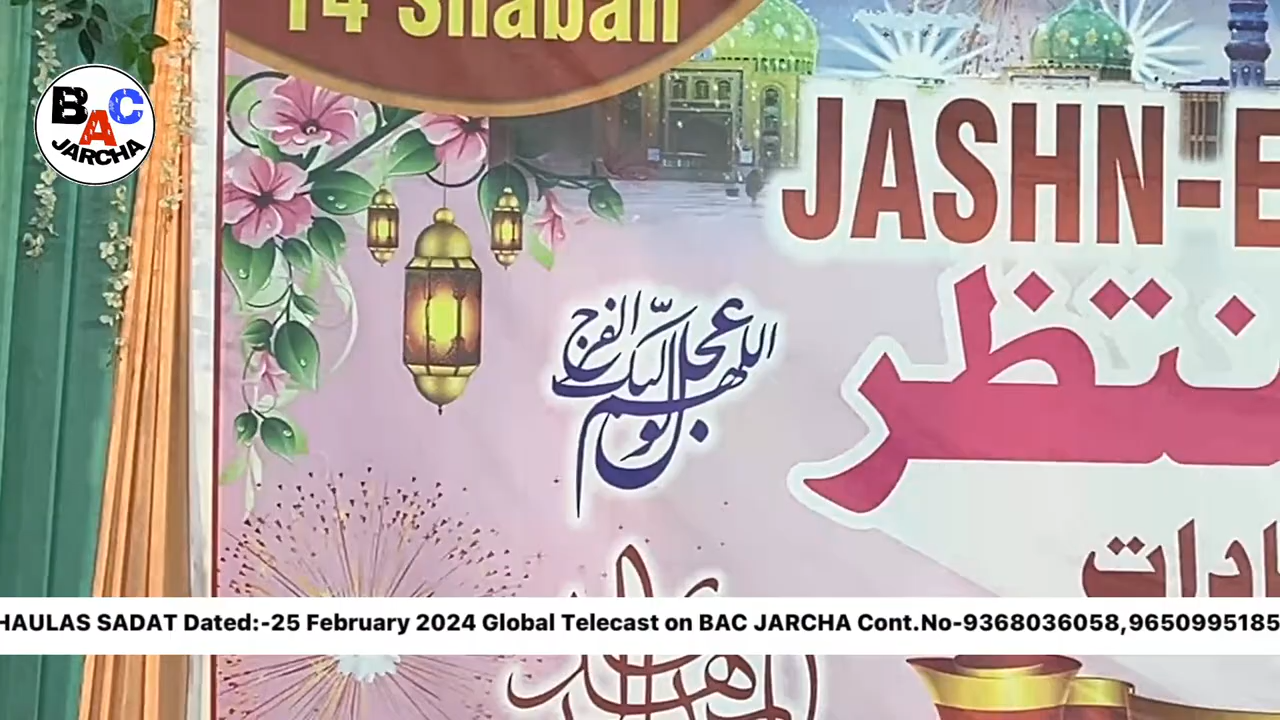 14 Shaban
BAC
JARCHA
JASHN-E
اللهم عجل لولیک الفرج
نتظر
ادات
HAULAS SADAT Dated:-25 February 2024 Global Telecast on BAC JARCHA Cont.No-9368036058,9650995185